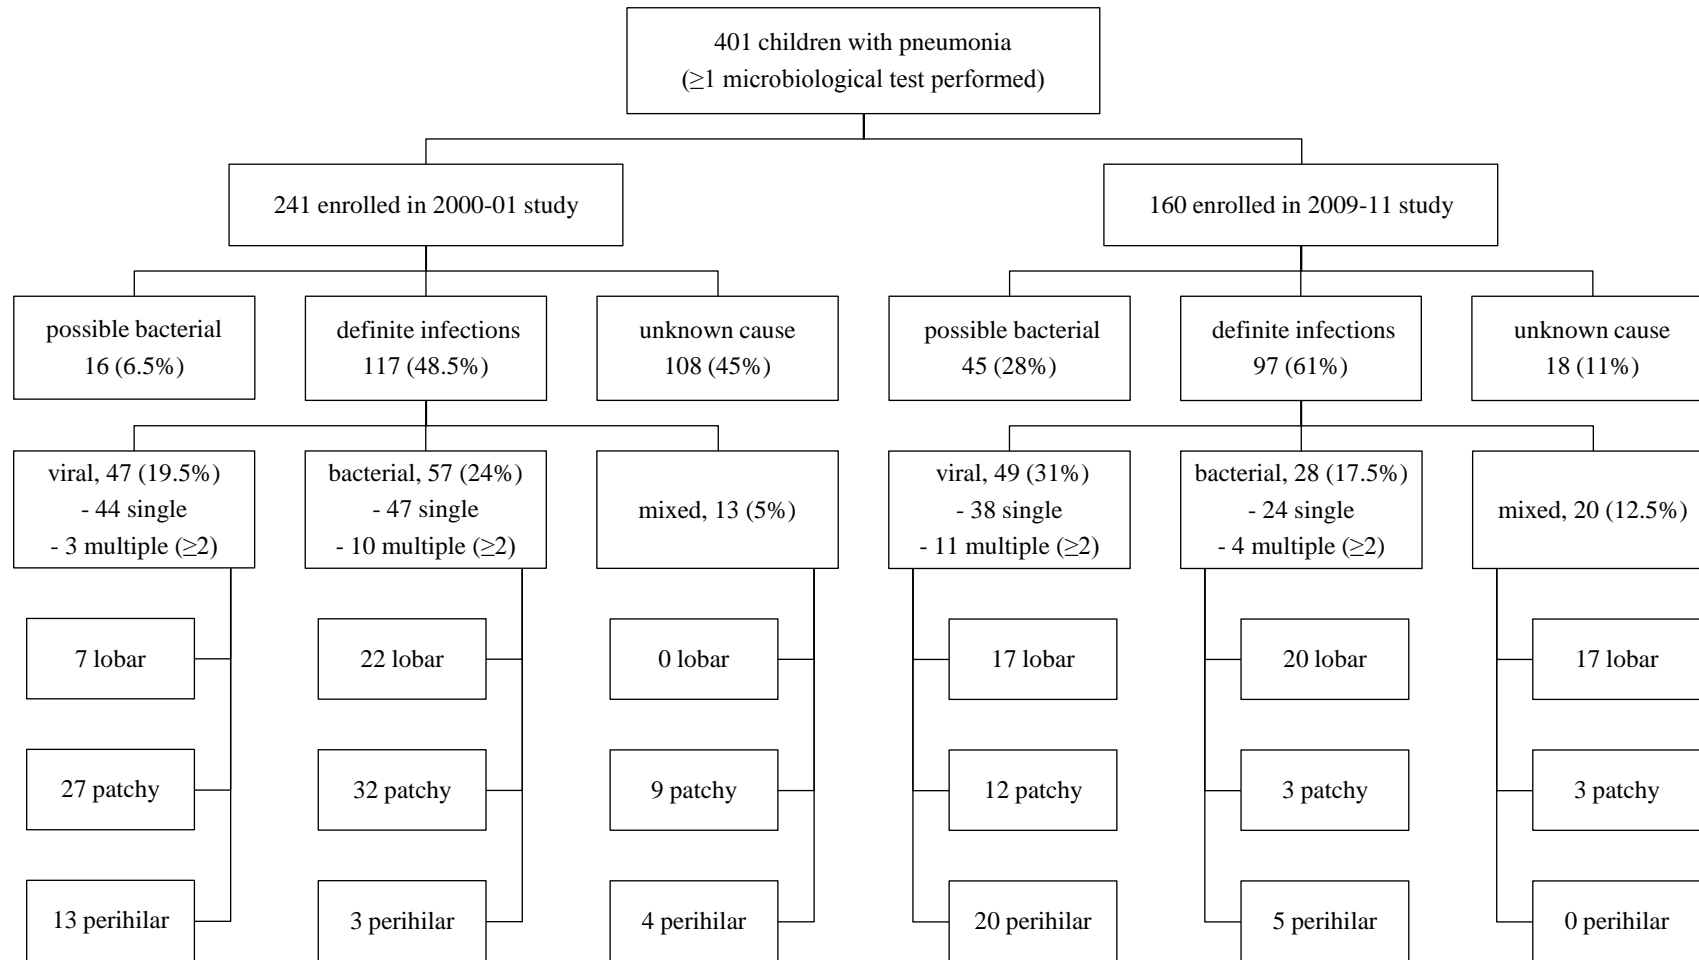 401 children with pneumonia
(≥1 microbiological test performed)
241 enrolled in 2000-01 study
160 enrolled in 2009-11 study
possible bacterial
16 (6.5%)
definite infections
117 (48.5%)
unknown cause
108 (45%)
possible bacterial
45 (28%)
definite infections
97 (61%)
unknown cause
18 (11%)
viral, 47 (19.5%)
- 44 single
- 3 multiple (≥2)
bacterial, 57 (24%)
- 47 single
- 10 multiple (≥2)
mixed, 13 (5%)
viral, 49 (31%)
- 38 single
- 11 multiple (≥2)
bacterial, 28 (17.5%)
- 24 single
- 4 multiple (≥2)
mixed, 20 (12.5%)
7 lobar
22 lobar
0 lobar
17 lobar
20 lobar
17 lobar
27 patchy
32 patchy
9 patchy
12 patchy
3 patchy
3 patchy
13 perihilar
3 perihilar
4 perihilar
20 perihilar
5 perihilar
0 perihilar